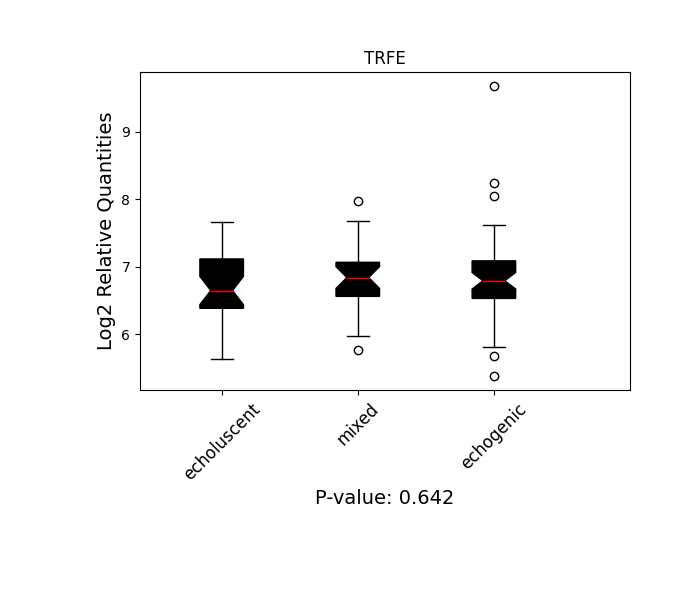 TRFE
Log2 Relative Quantities
9
8
7
6
echoluscent
mixed
echogenic
P-value: 0.642